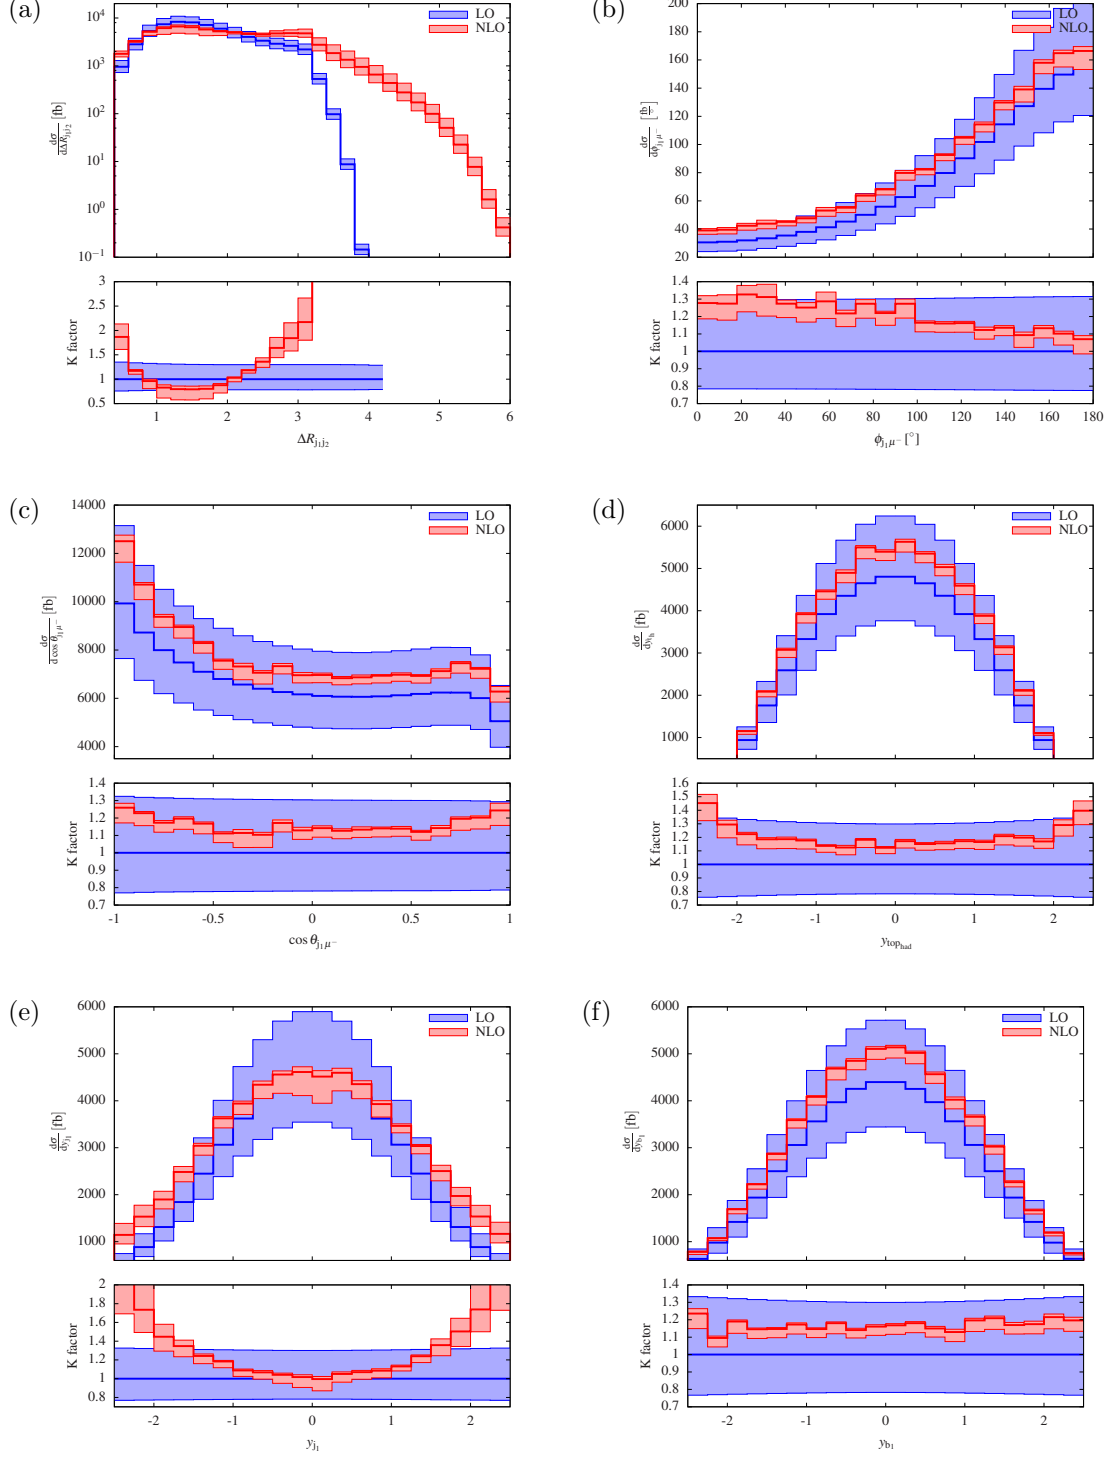 (a)
LO
NLO
dσ/dΔR_{j1j2} [fb]
10^4
10^3
10^2
10^1
10^0
10^{-1}
K factor
3
2.5
2
1.5
1
0.5
1 2 3 4 5 6
ΔR_{j1j2}
(b)
LO
NLO
dσ/dϕ_{j1μ−} [fb/°]
200
180
160
140
120
100
80
60
40
20
K factor
1.4
1.3
1.2
1.1
1
0.9
0.8
0.7
0 20 40 60 80 100 120 140 160 180
ϕ_{j1μ−} [°]
(c)
LO
NLO
dσ/d cos θ_{j1μ−} [fb]
14000
12000
10000
8000
6000
4000
K factor
1.4
1.3
1.2
1.1
1
0.9
0.8
0.7
-1 -0.5 0 0.5 1
cos θ_{j1μ−}
(d)
LO
NLO
dσ/dy_{th} [fb]
6000
5000
4000
3000
2000
1000
K factor
1.6
1.5
1.4
1.3
1.2
1.1
1
0.9
0.8
0.7
-2 -1 0 1 2
y_{top_had}
(e)
LO
NLO
dσ/dy_{j1} [fb]
6000
5000
4000
3000
2000
1000
K factor
2
1.8
1.6
1.4
1.2
1
0.8
-2 -1 0 1 2
y_{j1}
(f)
LO
NLO
dσ/dy_{b1} [fb]
6000
5000
4000
3000
2000
1000
K factor
1.4
1.3
1.2
1.1
1
0.9
0.8
0.7
-2 -1 0 1 2
y_{b1}